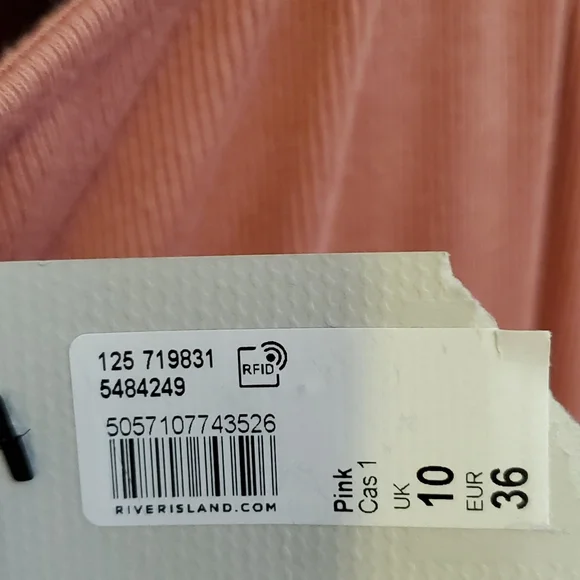 125 719831
5484249
RFID
5057107743526
RIVERISLAND.COM
Pink
Cas 1
UK
10
EUR
36